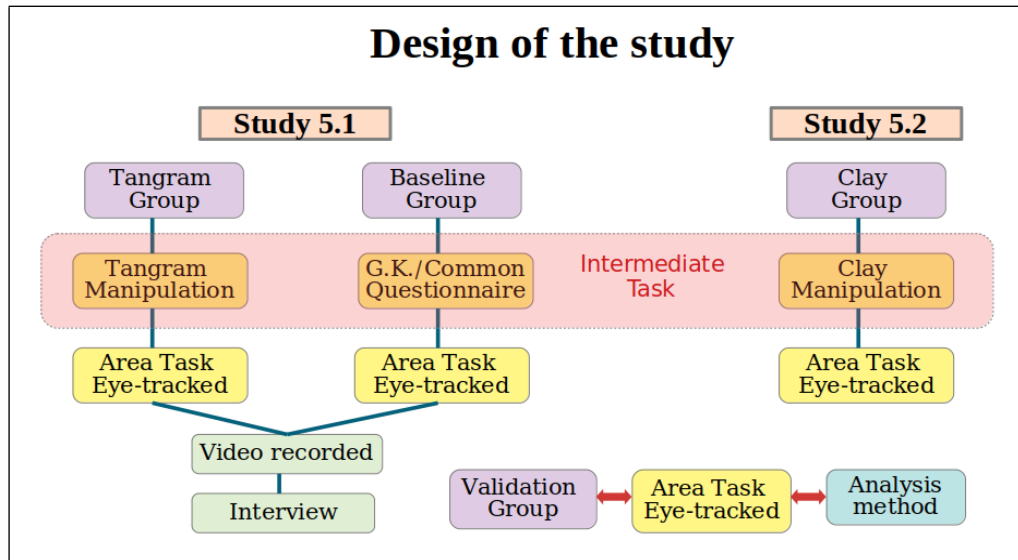 Design of the study
Study 5.1
Study 5.2
Tangram
Group
Baseline
Group
Clay
Group
Tangram
Manipulation
G.K./Common
Questionnaire
Intermediate
Task
Clay
Manipulation
Area Task
Eye-tracked
Area Task
Eye-tracked
Area Task
Eye-tracked
Video recorded
Interview
Validation
Group
Area Task
Eye-tracked
Analysis
method